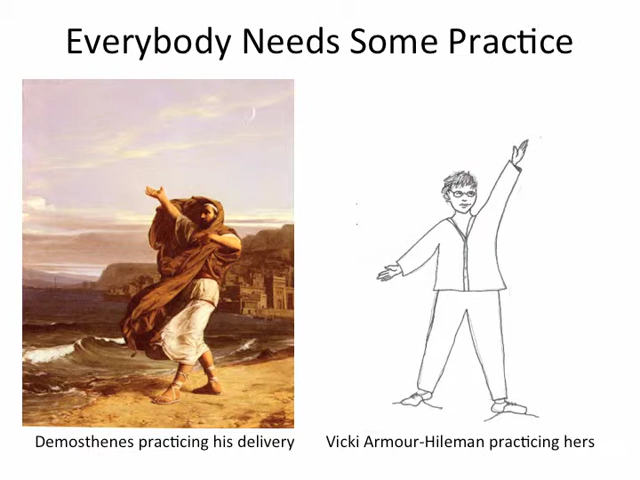 Everybody Needs Some Practice
Demosthenes practicing his delivery
Vicki Armour-Hileman practicing hers